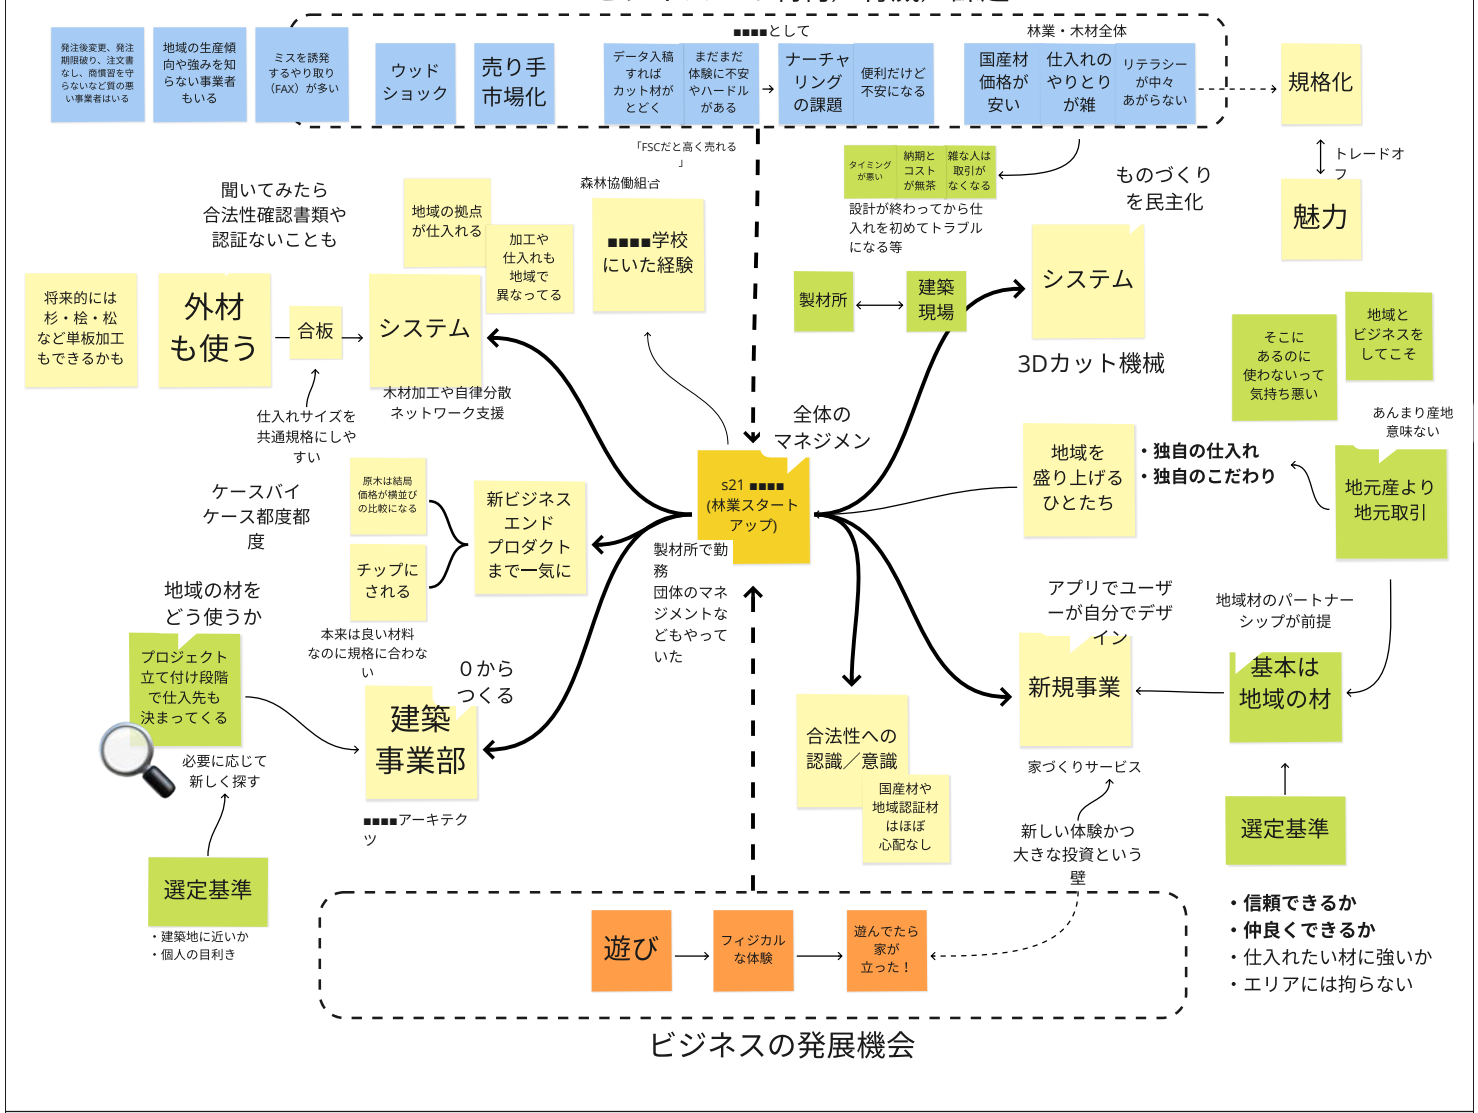 ■■■■として
林業・木材全体
発注後変更、発注
期限破り、注文書
なし、商慣習を守
らないなど質の悪
い事業者はいる
地域の生産傾
向や強みを知
らない事業者
もいる
ミスを誘発
するやり取り
（FAX）が多い
ウッド
ショック
売り手
市場化
データ入稿
すれば
カット材が
とどく
まだまだ
体験に不安
やハードル
がある
ナーチャ
リング
の課題
便利だけど
不安になる
国産材
価格が
安い
仕入れの
やりとり
が雑
リテラシー
が中々
あがらない
規格化
トレードオ
フ
魅力
「FSCだと高く売れる
」
森林協働組合
■■■■学校
にいた経験
タイミング
が悪い
納期と
コスト
が無茶
雑な人は
取引が
なくなる
設計が終わってから仕
入れを初めてトラブル
になる等
ものづくり
を民主化
システム
3Dカット機械
製材所
建築
現場
聞いてみたら
合法性確認書類や
認証ないことも
地域の拠点
が仕入れる
加工や
仕入れも
地域で
異なってる
将来的には
杉・桧・松
など単板加工
もできるかも
外材
も使う
合板
システム
木材加工や自律分散
ネットワーク支援
仕入れサイズを
共通規格にしや
すい
そこに
あるのに
使わないって
気持ち悪い
地域と
ビジネスを
してこそ
あんまり産地
意味ない
地元産より
地元取引
全体の
マネジメン
s21 ■■■■
(林業スタート
アップ)
製材所で勤
務
団体のマネ
ジメントな
どもやって
いた
地域を
盛り上げる
ひとたち
・独自の仕入れ
・独自のこだわり
ケースバイ
ケース都度都
度
原木は結局
価格が横並び
の比較になる
チップに
される
本来は良い材料
なのに規格に合わな
い
新ビジネス
エンド
プロダクト
まで一気に
地域の材を
どう使うか
プロジェクト
立て付け段階
で仕入先も
決まってくる
必要に応じて
新しく探す
選定基準
・建築地に近いか
・個人の目利き
０から
つくる
建築
事業部
■■■■アーキテク
ツ
合法性への
認識／意識
国産材や
地域認証材
はほぼ
心配なし
アプリでユーザ
ーが自分でデザ
イン
新規事業
家づくりサービス
新しい体験かつ
大きな投資という
壁
地域材のパートナー
シップが前提
基本は
地域の材
選定基準
・信頼できるか
・仲良くできるか
・仕入れたい材に強いか
・エリアには拘らない
遊び
フィジカル
な体験
遊んでたら
家が
立った！
ビジネスの発展機会